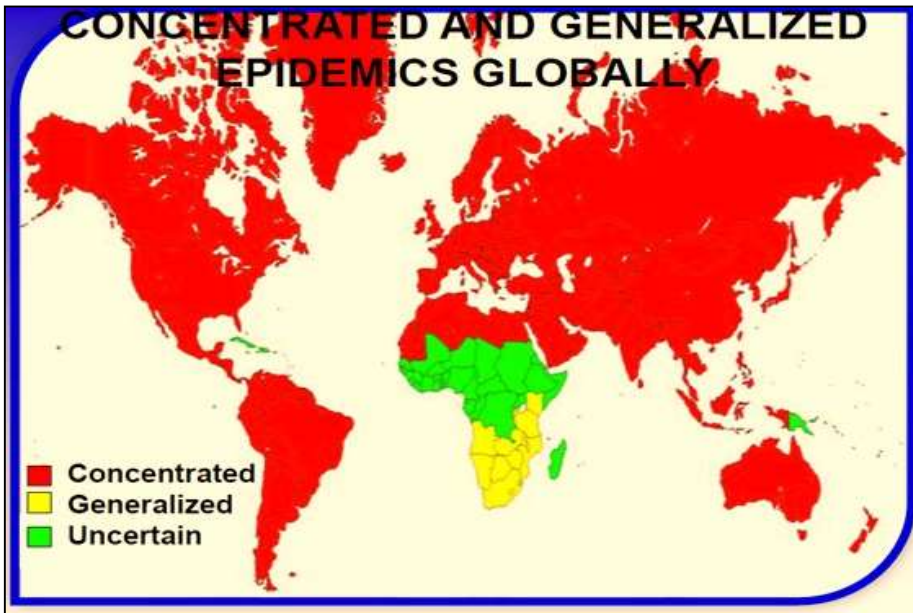 CONCENTRATED AND GENERALIZED
EPIDEMICS GLOBALLY
Concentrated
Generalized
Uncertain